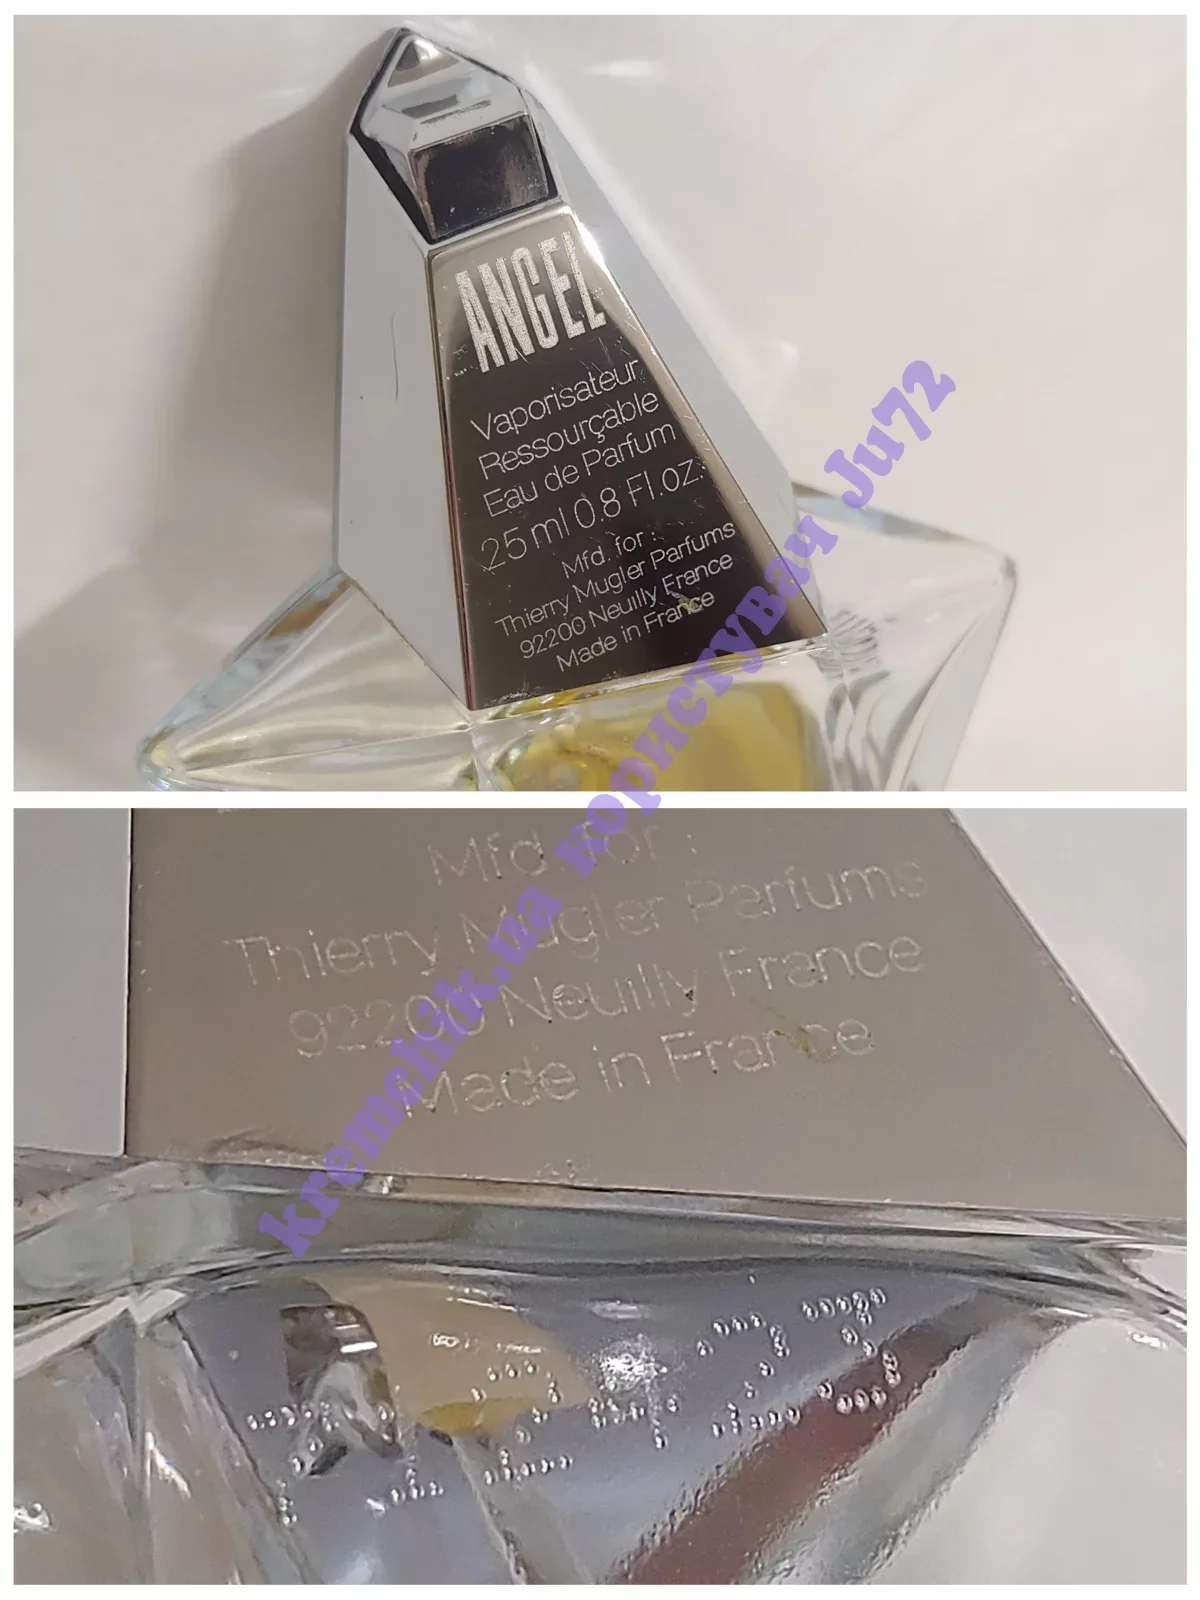 ANGEL
Vaporisateur
Ressourçable
Eau de Parfum
25 ml 0.8 Fl.oz.
Mfd. for :
Thierry Mugler Parfums
92200 Neuilly France
Made in France
Mfd. for :
Thierry Mugler Parfums
92200 Neuilly France
Made in France
kremchik.ua користувач Ju72